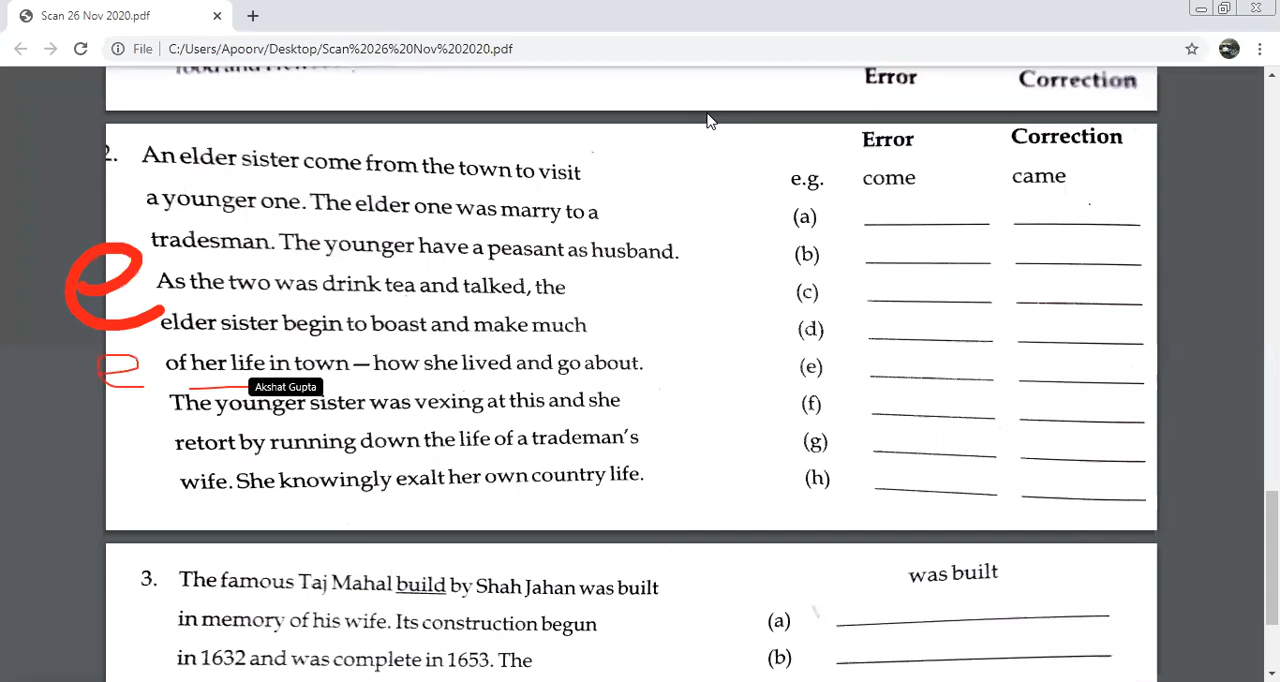 Scan 26 Nov 2020.pdf
File C:/Users/Apoorv/Desktop/Scan%2026%20Nov%202020.pdf
Error Correction
2. An elder sister come from the town to visit
Error Correction
e.g. come came
a younger one. The elder one was marry to a (a)
tradesman. The younger have a peasant as husband. (b)
As the two was drink tea and talked, the (c)
elder sister begin to boast and make much (d)
of her life in town — how she lived and go about. (e)
Akshat Gupta
The younger sister was vexing at this and she (f)
retort by running down the life of a trademan's (g)
wife. She knowingly exalt her own country life. (h)
e
e
3. The famous Taj Mahal build by Shah Jahan was built was built
in memory of his wife. Its construction begun (a)
in 1632 and was complete in 1653. The (b)